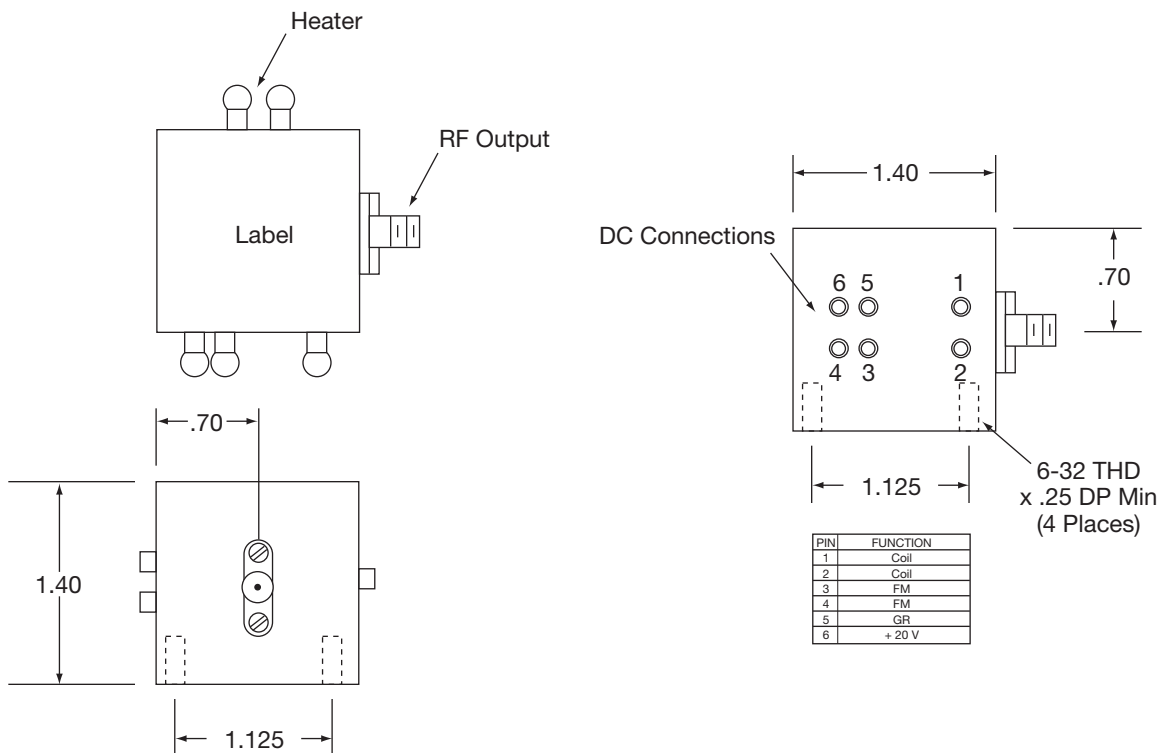 Heater
RF Output
Label
1.40
DC Connections
.70
6 5 1
4 3 2
.70
1.125
6-32 THD
x .25 DP Min
(4 Places)
1.40
1.125
PIN FUNCTION
1 Coil
2 Coil
3 FM
4 FM
5 GR
6 + 20 V